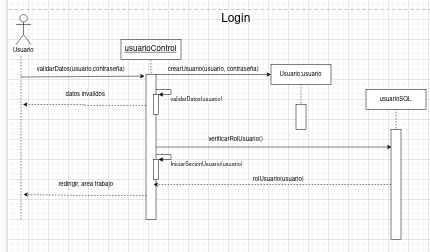 Login
Usuario
usuarioControl
validarDatos(usuario,contraseña)
crearUsuario(usuario, contraseña)
Usuario:usuario
datos invalidos
validarDatos(usuario)
usuarioSQL
verificarRolUsuario()
IniciarSecionUsuario(usuario)
rolUsuario(usuario)
redirigir, area trabajo